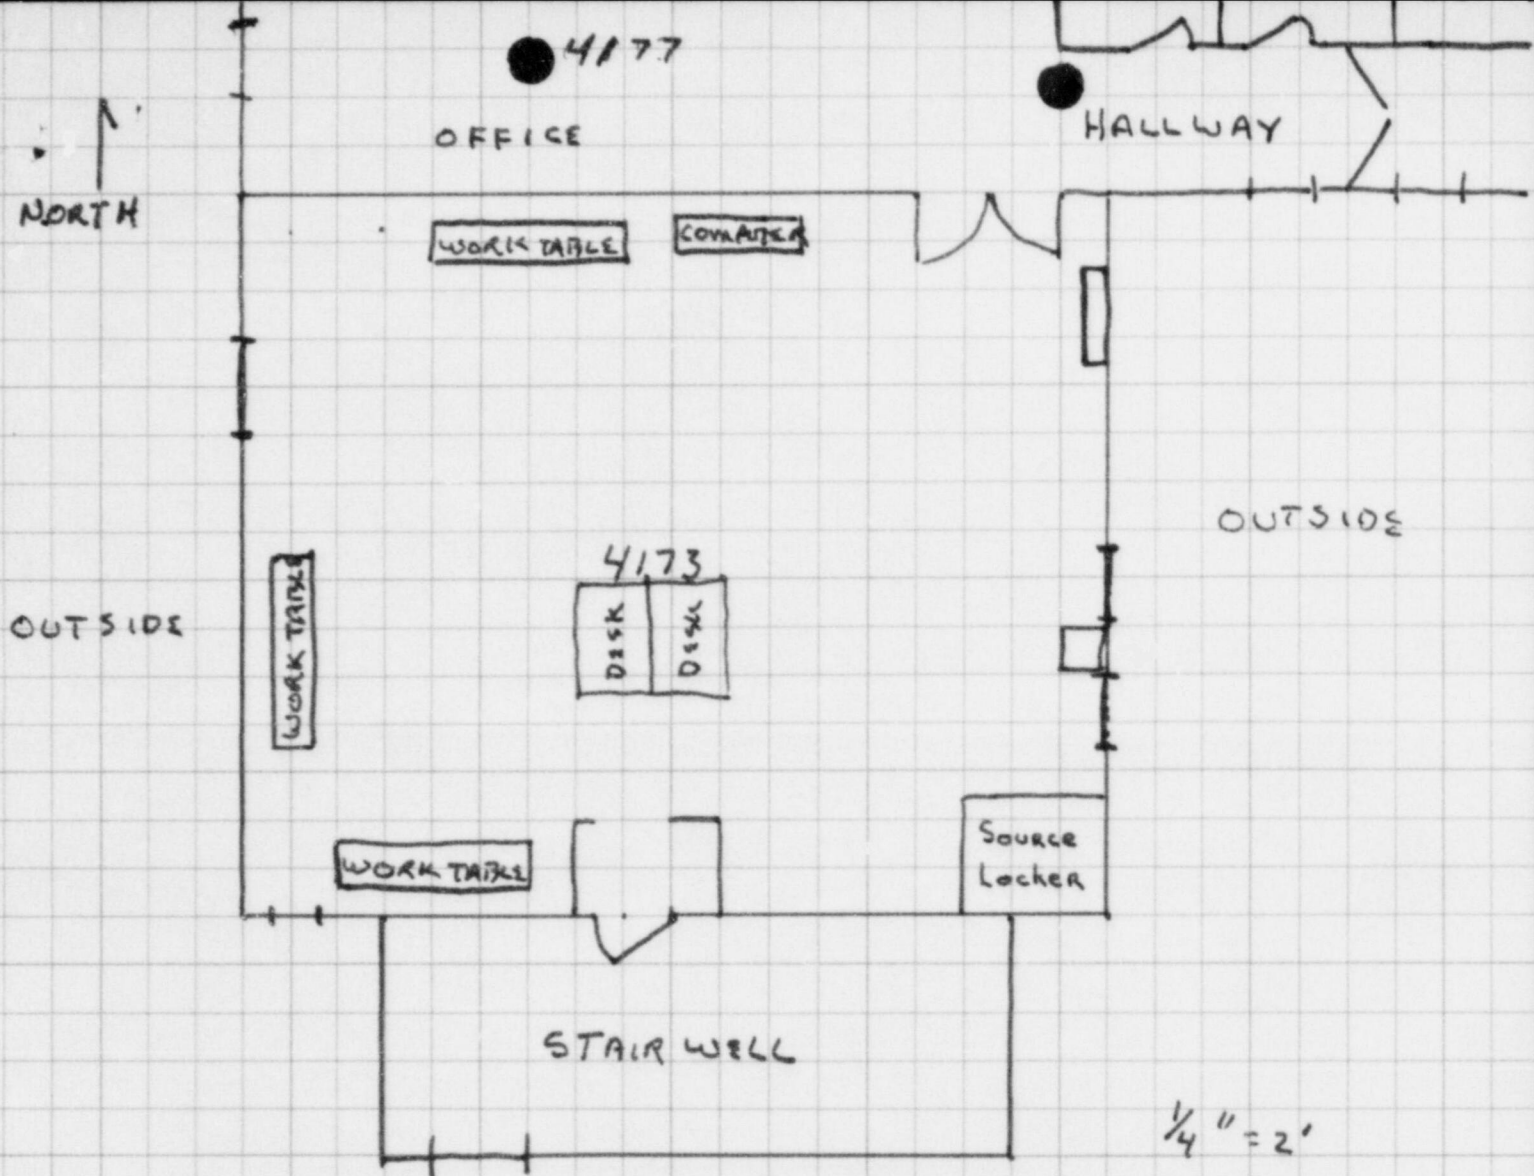 4177
OFFICE
HALLWAY
NORTH
WORK TABLE
COMPUTER
OUTSIDE
4173
DESK
DESK
OUTSIDE
WORK TABLE
WORK TABLE
SOURCE
LOCKER
STAIR WELL
1/4" = 2'